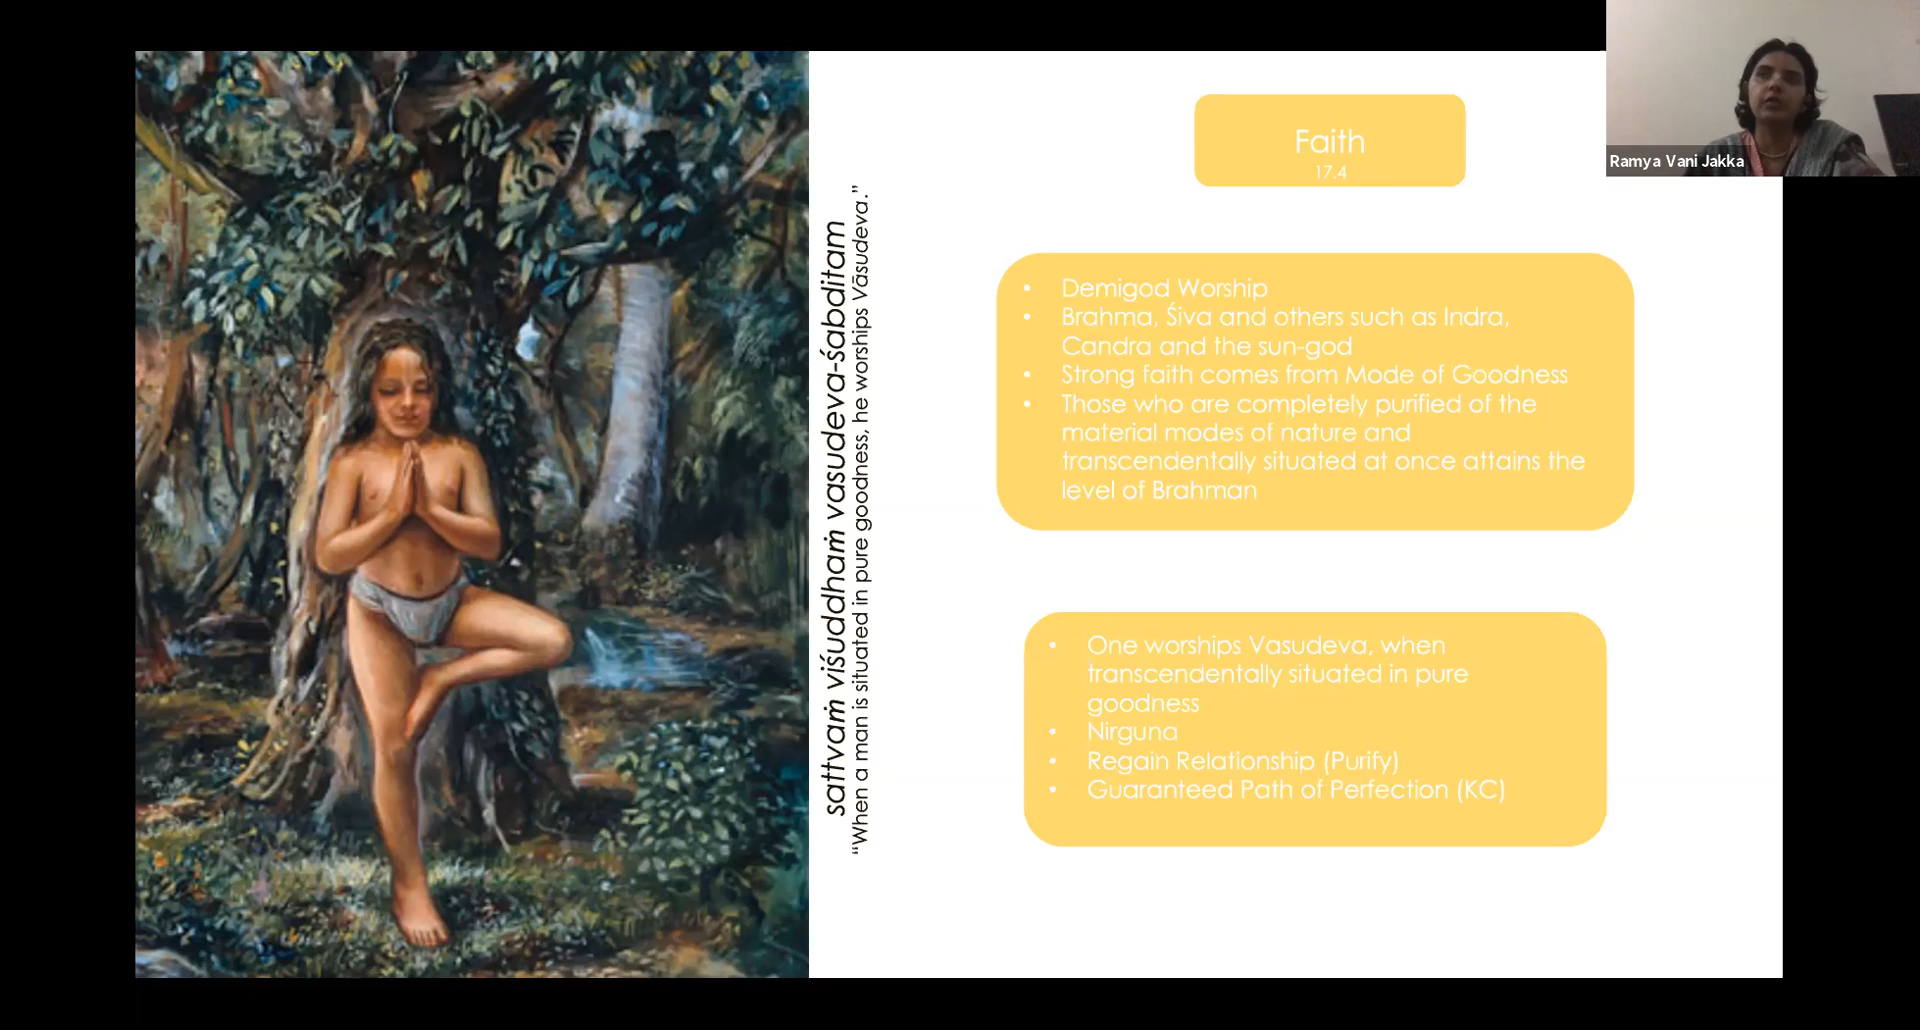 sattvaṁ viśuddhaṁ vasudeva-śabditam
“When a man is situated in pure goodness, he worships Vāsudeva.”
Faith
17.4
• Demigod Worship
• Brahma, Śiva and others such as Indra,
Candra and the sun-god
• Strong faith comes from Mode of Goodness
• Those who are completely purified of the
material modes of nature and
transcendentally situated at once attains the
level of Brahman
• One worships Vasudeva, when
transcendentally situated in pure
goodness
• Nirguna
• Regain Relationship (Purify)
• Guaranteed Path of Perfection (KC)
Ramya Vani Jakka